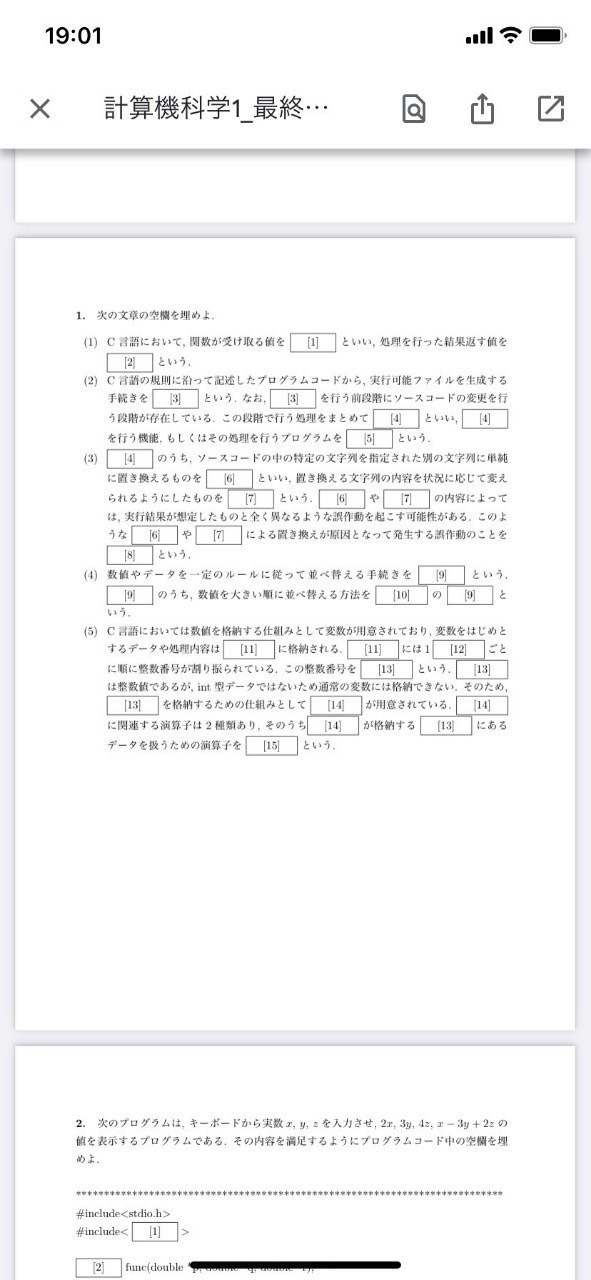 19:01
計算機科学1_最終…
1. 次の文章の空欄を埋めよ.
(1) C 言語において, 関数が受け取る値を [1] といい, 処理を行った結果返す値を
[2] という.
(2) C 言語の規則に沿って記述したプログラムコードから, 実行可能ファイルを生成する
手続きを [3] という. なお, [3] を行う前段階にソースコードの変更を行
う段階が存在している. この段階で行う処理をまとめて [4] といい, [4]
を行う機能, もしくはその処理を行うプログラムを [5] という.
(3) [4] のうち, ソースコードの中の特定の文字列を指定された別の文字列に単純
に置き換えるものを [6] といい, 置き換える文字列の内容を状況に応じて変え
られるようにしたものを [7] という. [6] や [7] の内容によって
は, 実行結果が想定したものと全く異なるような誤作動を起こす可能性がある. このよ
うな [6] や [7] による置き換えが原因となって発生する誤作動のことを
[8] という.
(4) 数値やデータを一定のルールに従って並べ替える手続きを [9] という.
[9] のうち, 数値を大きい順に並べ替える方法を [10] の [9] と
いう.
(5) C 言語においては数値を格納する仕組みとして変数が用意されており, 変数をはじめと
するデータや処理内容は [11] に格納される. [11] には 1 [12] ごと
に順に整数番号が割り振られている. この整数番号を [13] という. [13]
は整数値であるが, int 型データではないため通常の変数には格納できない. そのため,
[13] を格納するための仕組みとして [14] が用意されている. [14]
に関連する演算子は 2 種類あり, そのうち [14] が格納する [13] にある
データを扱うための演算子を [15] という.
2. 次のプログラムは, キーボードから実数 x, y, z を入力させ, 2x, 3y, 4z, x − 3y + 2z の
値を表示するプログラムである. その内容を満足するようにプログラムコード中の空欄を埋
めよ.
******************************************************************************
#include<stdio.h>
#include< [1] >
[2] func(double